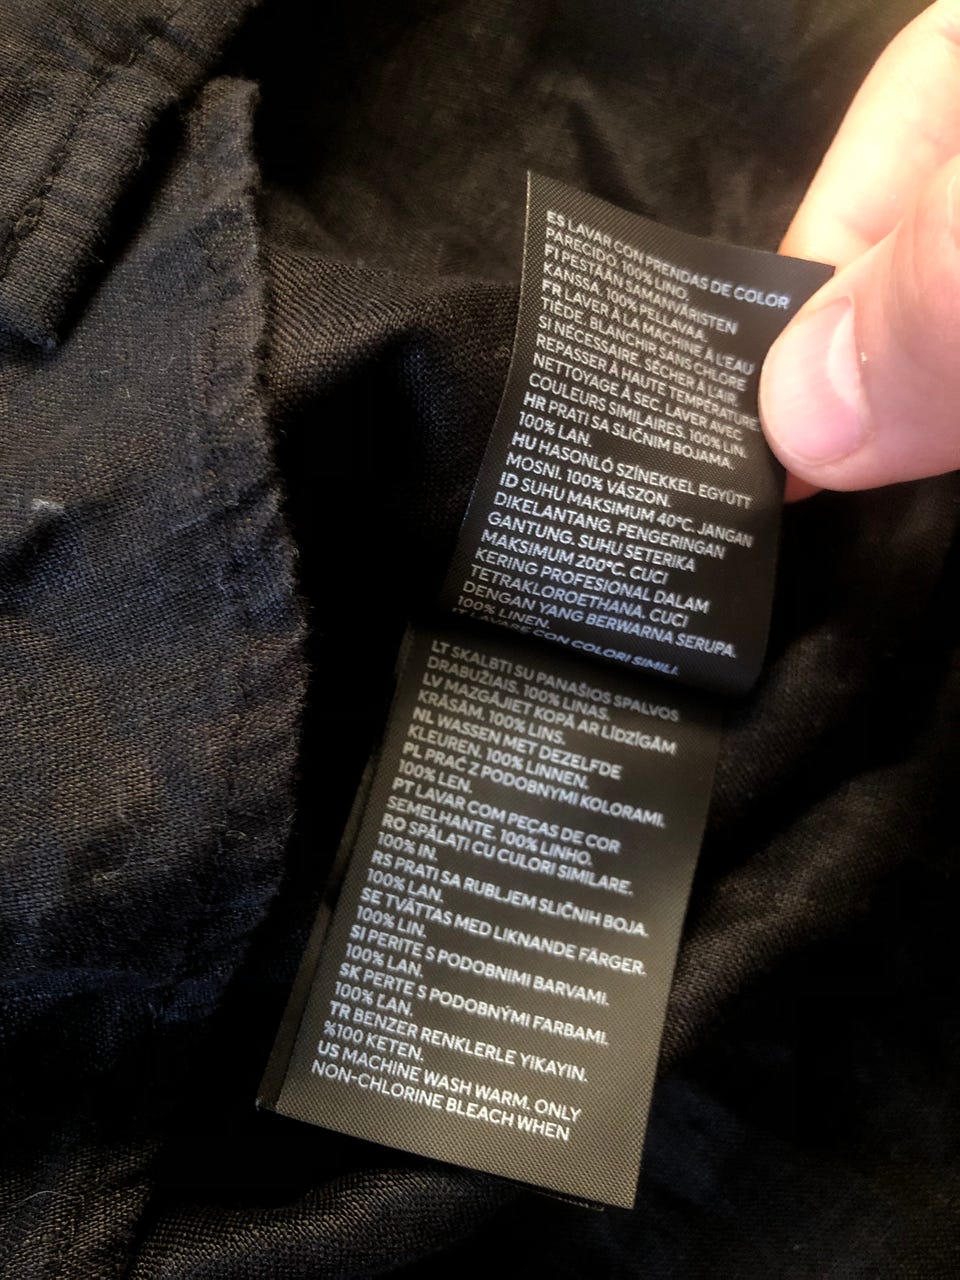 ES LAVAR CON PRENDAS DE COLOR
PARECIDO. 100% LINO.
FI PESTÄÄN SAMANVÄRISTEN
KANSSA. 100% PELLAVAA.
FR LAVER À LA MACHINE À L'EAU
TIÈDE. BLANCHIR SANS CHLORE
SI NÉCESSAIRE. SÉCHER À L'AIR.
REPASSER À HAUTE TEMPÉRATURE.
NETTOYAGE À SEC. LAVER AVEC
COULEURS SIMILAIRES. 100% LIN.
HR PRATI SA SLIČNIM BOJAMA.
100% LAN.
HU HASONLÓ SZÍNEKKEL EGYÜTT
MOSNI. 100% VÁSZON.
ID SUHU MAKSIMUM 40°C. JANGAN
DIKELANTANG. PENGERINGAN
GANTUNG. SUHU SETERIKA
MAKSIMUM 200°C. CUCI
KERING PROFESIONAL DALAM
TETRAKLOROETHANA. CUCI
DENGAN YANG BERWARNA SERUPA.
100% LINEN.
IT LAVARE CON COLORI SIMILI.
LT SKALBTI SU PANAŠIOS SPALVOS
DRABUŽIAIS. 100% LINAS.
LV MAZGĀJIET KOPĀ AR LĪDZĪGĀM
KRĀSĀM. 100% LINS.
NL WASSEN MET DEZELFDE
KLEUREN. 100% LINNEN.
PL PRAĆ Z PODOBNYMI KOLORAMI.
100% LEN.
PT LAVAR COM PEÇAS DE COR
SEMELHANTE. 100% LINHO.
RO SPĂLAȚI CU CULORI SIMILARE.
100% IN.
RS PRATI SA RUBLJEM SLIČNIH BOJA.
100% LAN.
SE TVÄTTAS MED LIKNANDE FÄRGER.
100% LIN.
SI PERITE S PODOBNIMI BARVAMI.
100% LAN.
SK PERTE S PODOBNÝMI FARBAMI.
100% ĽAN.
TR BENZER RENKLERLE YIKAYIN.
%100 KETEN.
US MACHINE WASH WARM. ONLY
NON-CHLORINE BLEACH WHEN